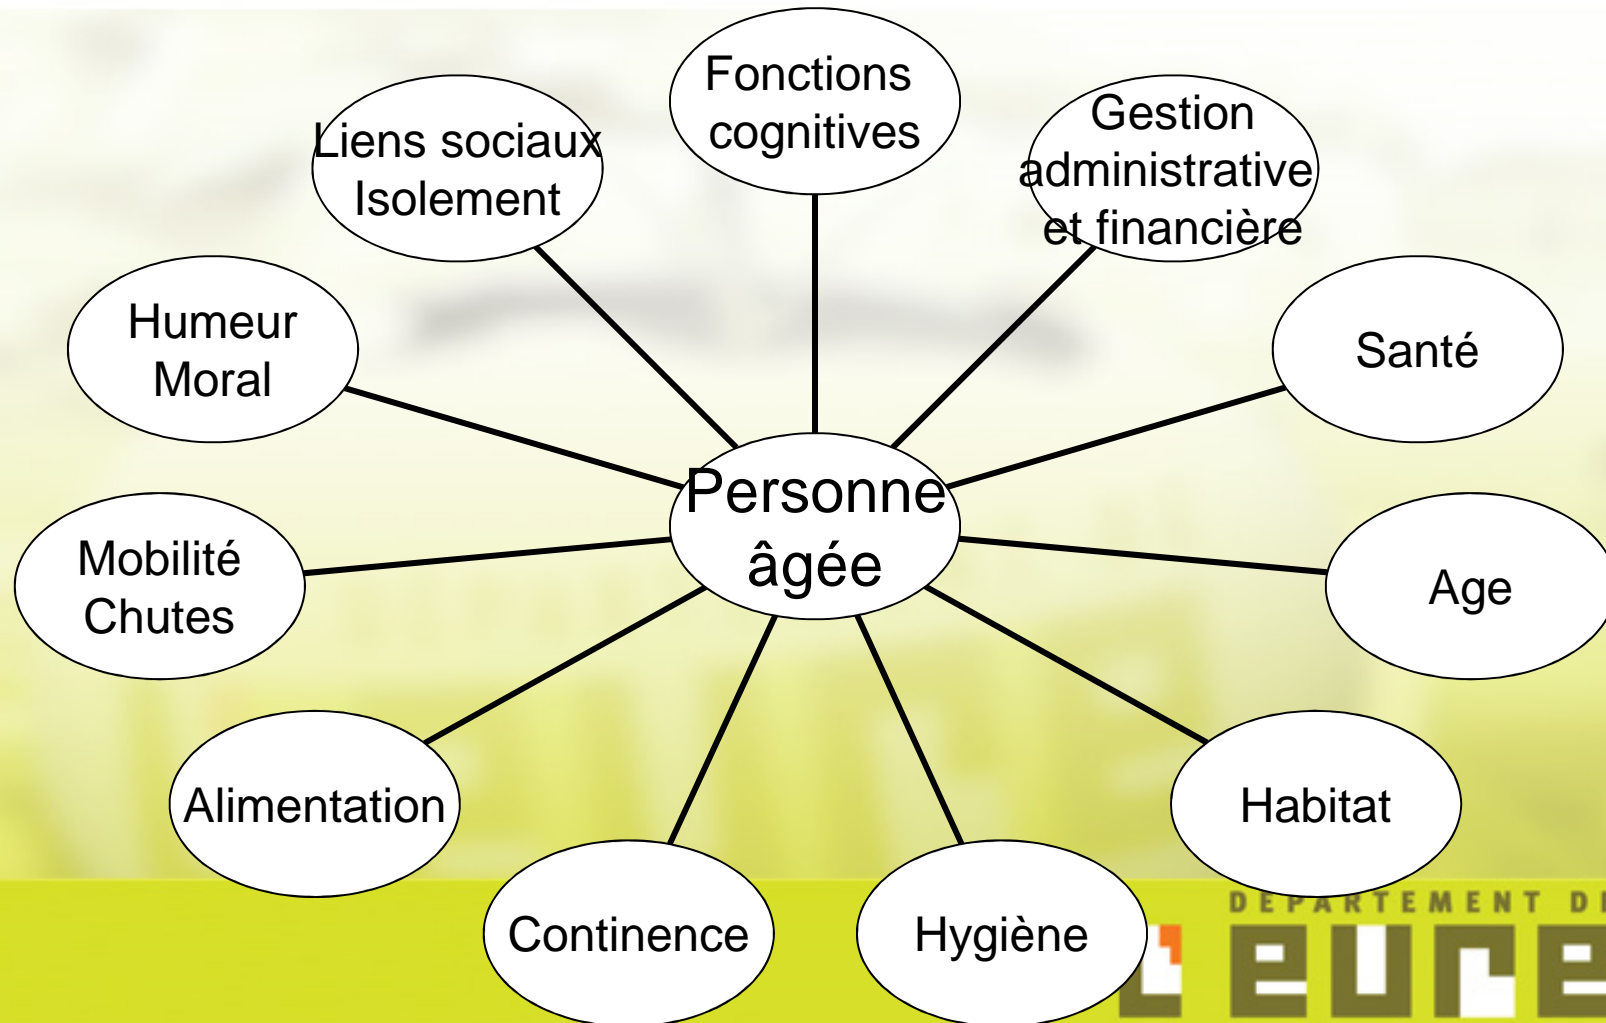 Fonctions
cognitives
Gestion
administrative
et financière
Liens sociaux
Isolement
Santé
Humeur
Moral
Personne
âgée
Mobilité
Chutes
Age
Alimentation
Habitat
Continence
Hygiène
DEPARTEMENT DE
L'eure